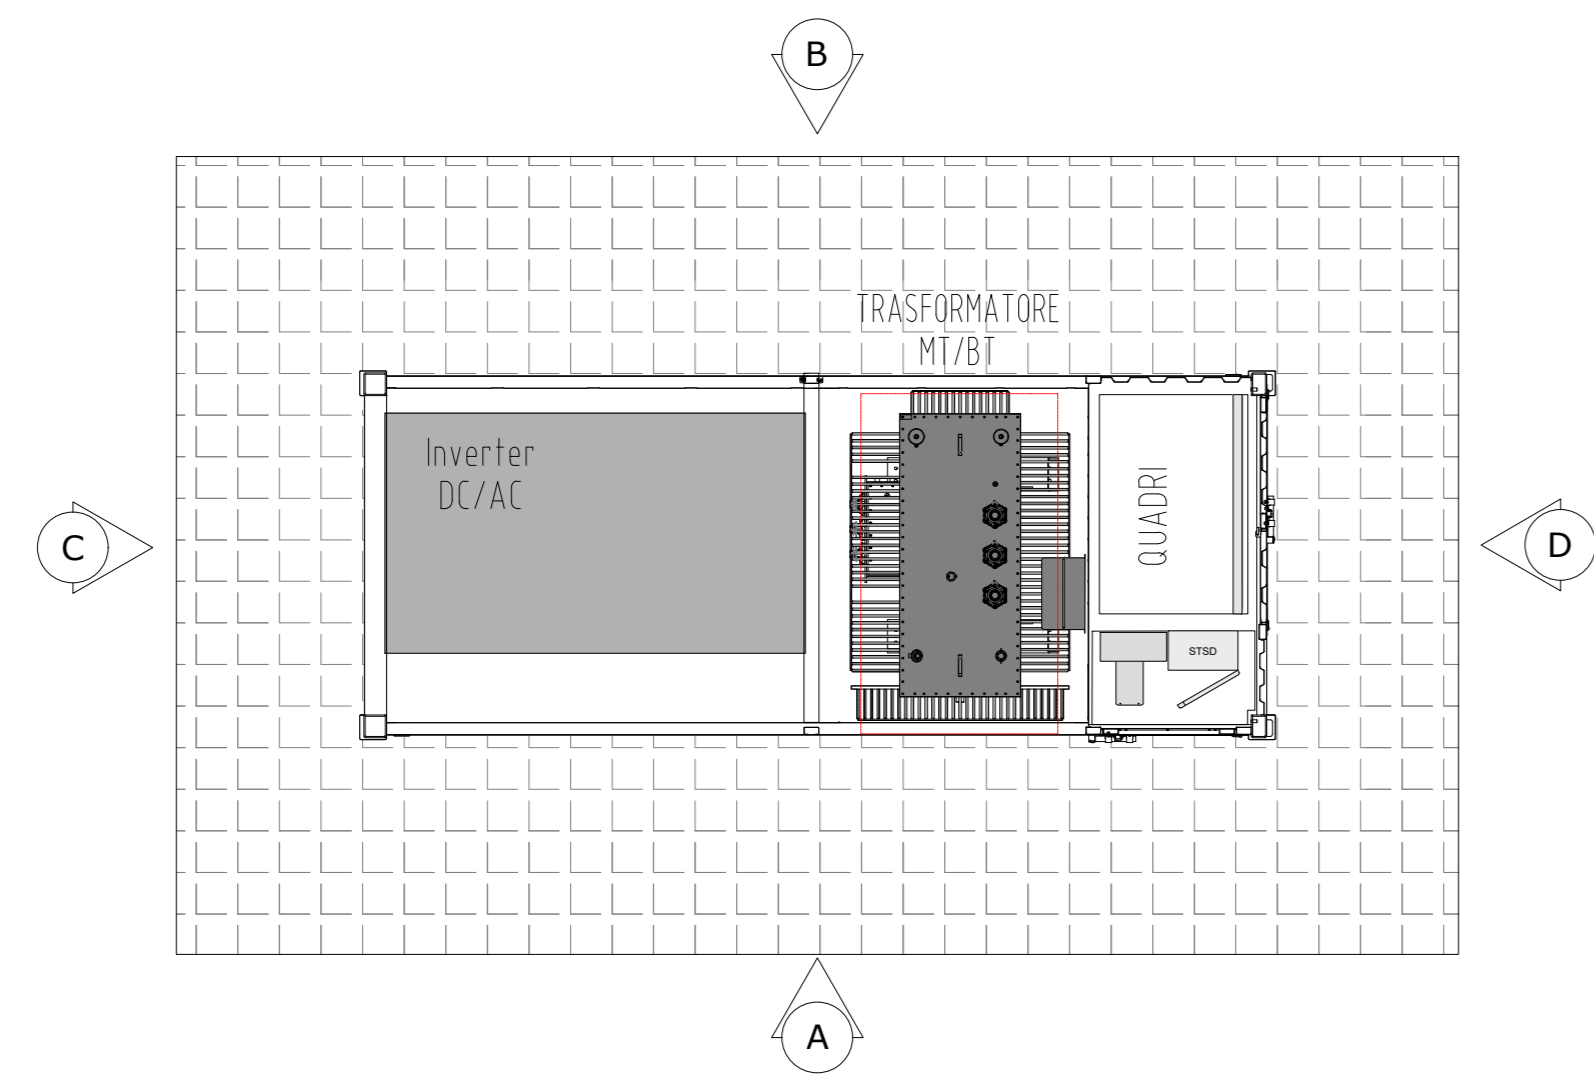 B
TRASFORMATORE
MT/BT
Inverter
DC/AC
QUADRI
C
D
STSD
A